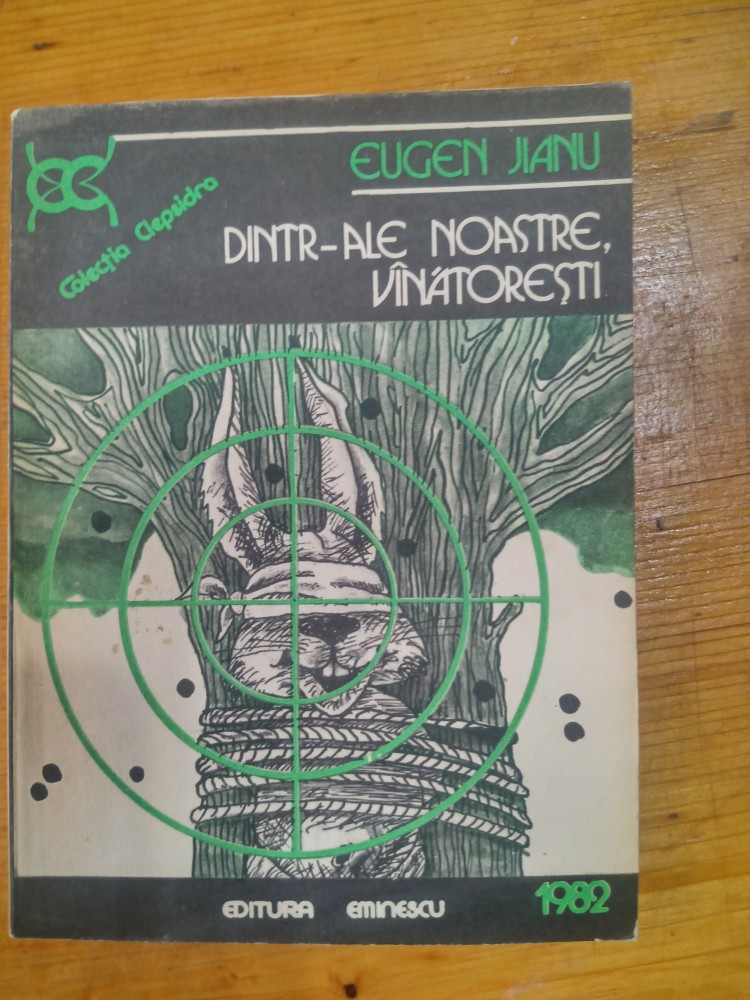 EUGEN JIANU
Colecția Clepsidra
DINTR-ALE NOASTRE,
VÎNĂTOREȘTI
EDITURA EMINESCU
1982